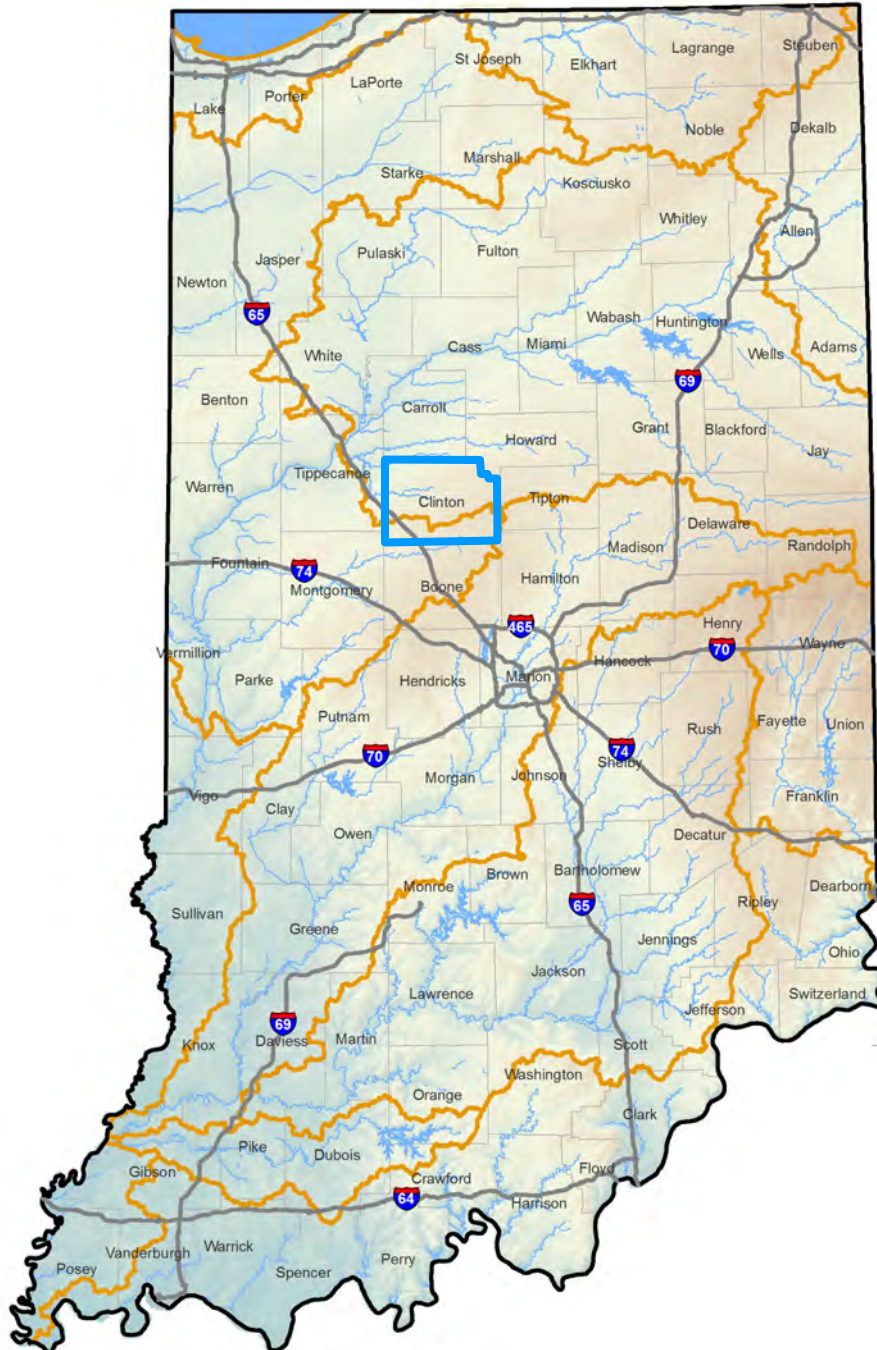 Steuben
Lagrange
Elkhart
St Joseph
LaPorte
Porter
Lake
Noble
Dekalb
Marshall
Starke
Kosciusko
Whitley
Allen
Fulton
Pulaski
Jasper
Newton
65
Wabash
Huntington
Miami
Cass
White
Wells
Adams
69
Benton
Carroll
Grant
Blackford
Howard
Jay
Tippecanoe
Warren
Clinton
Tipton
Delaware
Madison
Randolph
Fountain
74
Montgomery
Boone
Hamilton
465
Henry
70
Wayne
Vermillion
Hancock
Marion
Hendricks
Parke
Putnam
Rush
Fayette
Union
70
74
Shelby
Johnson
Morgan
Vigo
Clay
Franklin
Owen
Decatur
Bartholomew
Brown
Monroe
Dearborn
Ripley
65
Sullivan
Greene
Jennings
Ohio
Jackson
Lawrence
Switzerland
Jefferson
69
Knox
Daviess
Martin
Scott
Washington
Orange
Clark
Pike
Dubois
Gibson
Floyd
Crawford
64
Harrison
Warrick
Vanderburgh
Perry
Posey
Spencer